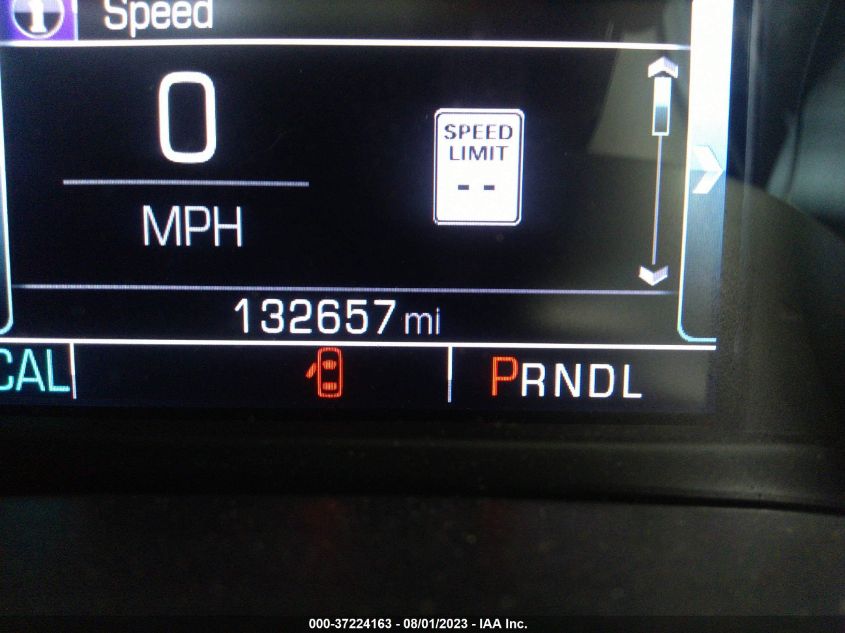 Speed
0
SPEED
LIMIT
--
MPH
132657 mi
CAL
PRNDL
000-37224163 - 08/01/2023 - IAA Inc.